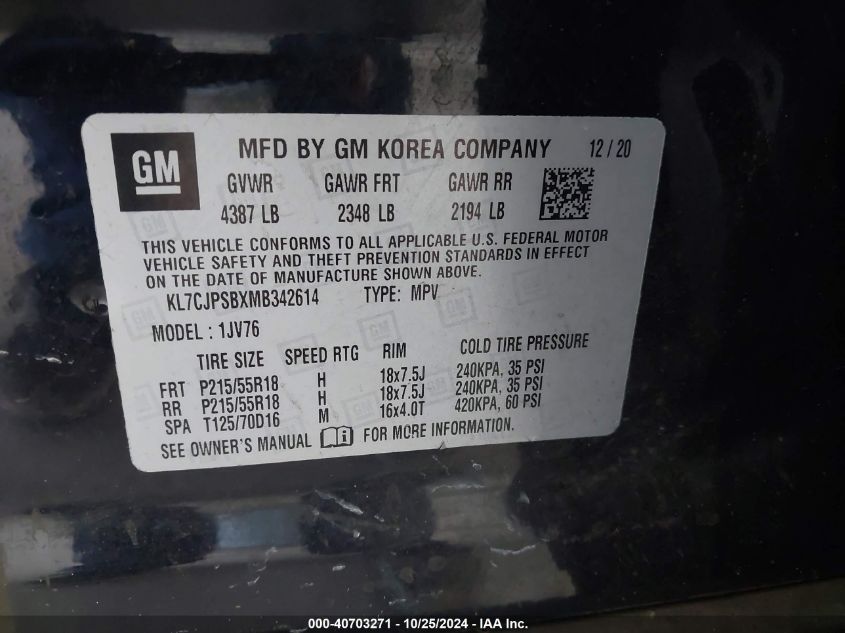 GM
MFD BY GM KOREA COMPANY 12 / 20
GVWR GAWR FRT GAWR RR
4387 LB 2348 LB 2194 LB
THIS VEHICLE CONFORMS TO ALL APPLICABLE U.S. FEDERAL MOTOR
VEHICLE SAFETY AND THEFT PREVENTION STANDARDS IN EFFECT
ON THE DATE OF MANUFACTURE SHOWN ABOVE.
KL7CJPSBXMB342614 TYPE: MPV
MODEL : 1JV76
TIRE SIZE SPEED RTG RIM COLD TIRE PRESSURE
FRT P215/55R18 H 18x7.5J 240KPA, 35 PSI
RR P215/55R18 H 18x7.5J 240KPA, 35 PSI
SPA T125/70D16 M 16x4.0T 420KPA, 60 PSI
SEE OWNER'S MANUAL FOR MORE INFORMATION.
000-40703271 - 10/25/2024 - IAA Inc.